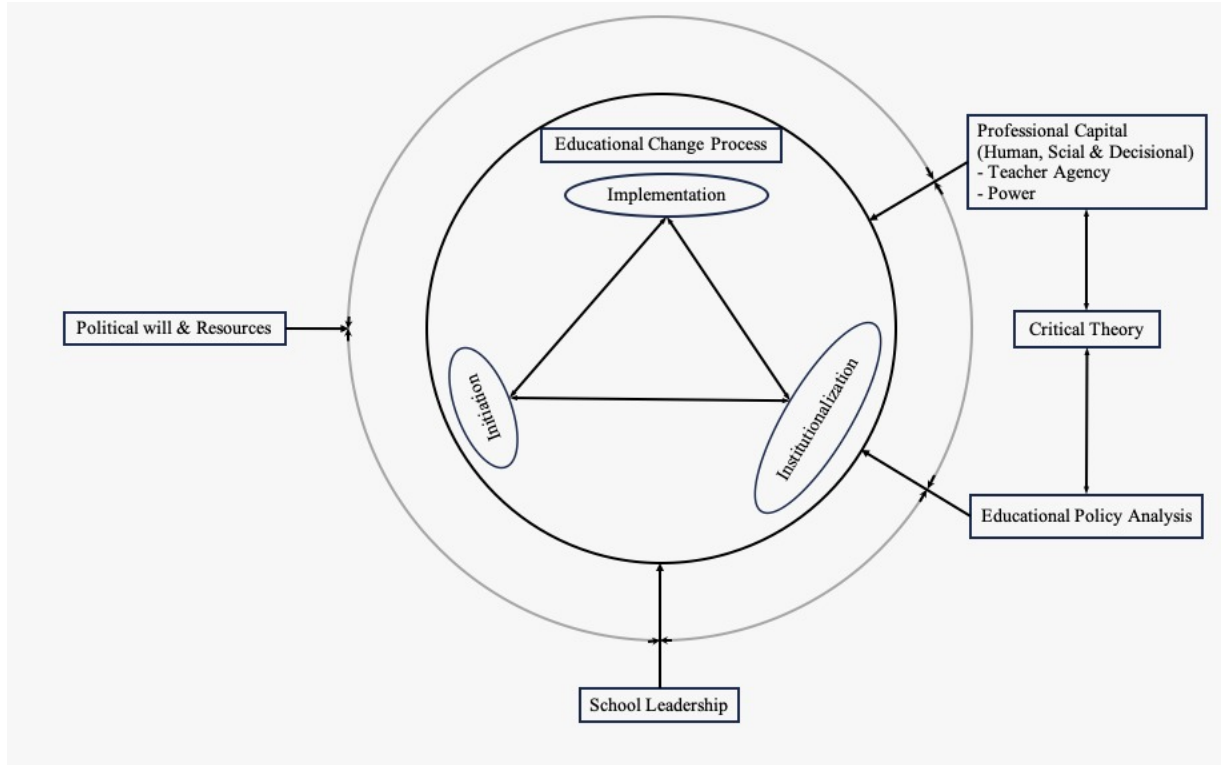 Educational Change Process
Implementation
Professional Capital
(Human, Scial & Decisional)
- Teacher Agency
- Power
Political will & Resources
Critical Theory
Initiation
Institutionalization
Educational Policy Analysis
School Leadership